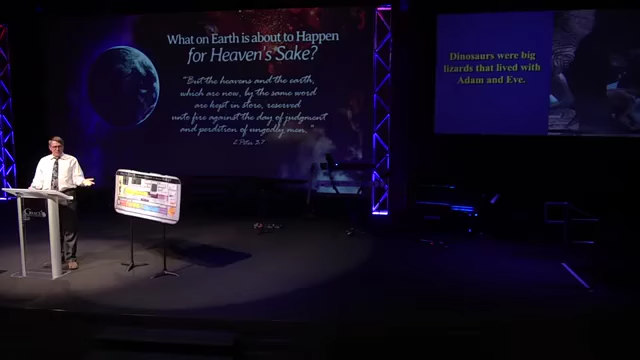 What on Earth is about to Happen
for Heaven's Sake?
"But the heavens and the earth,
which are now, by the same word
are kept in store, reserved
unto fire against the day of judgment
and perdition of ungodly men."
2 Peter 3:7
Dinosaurs were big
lizards that lived with
Adam and Eve.